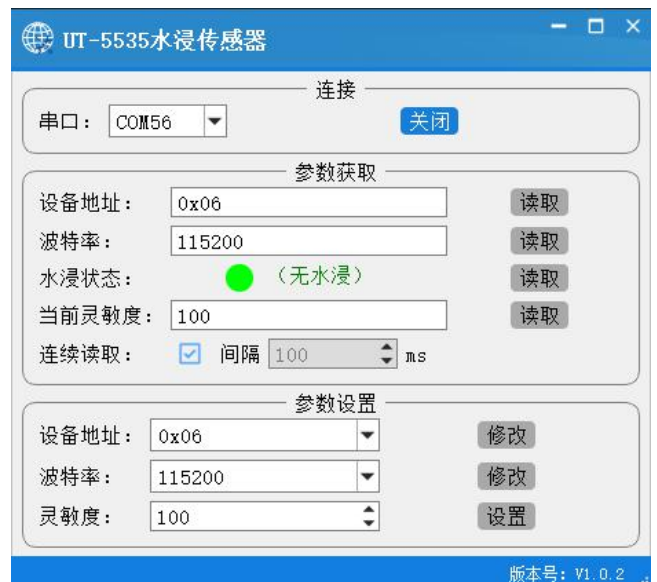 UT-5535水浸传感器
连接
串口： COM56 关闭
参数获取
设备地址： 0x06 读取
波特率： 115200 读取
水浸状态： （无水浸） 读取
当前灵敏度： 100 读取
连续读取： 间隔 100 ms
参数设置
设备地址： 0x06 修改
波特率： 115200 修改
灵敏度： 100 设置
版本号: V1.0.2